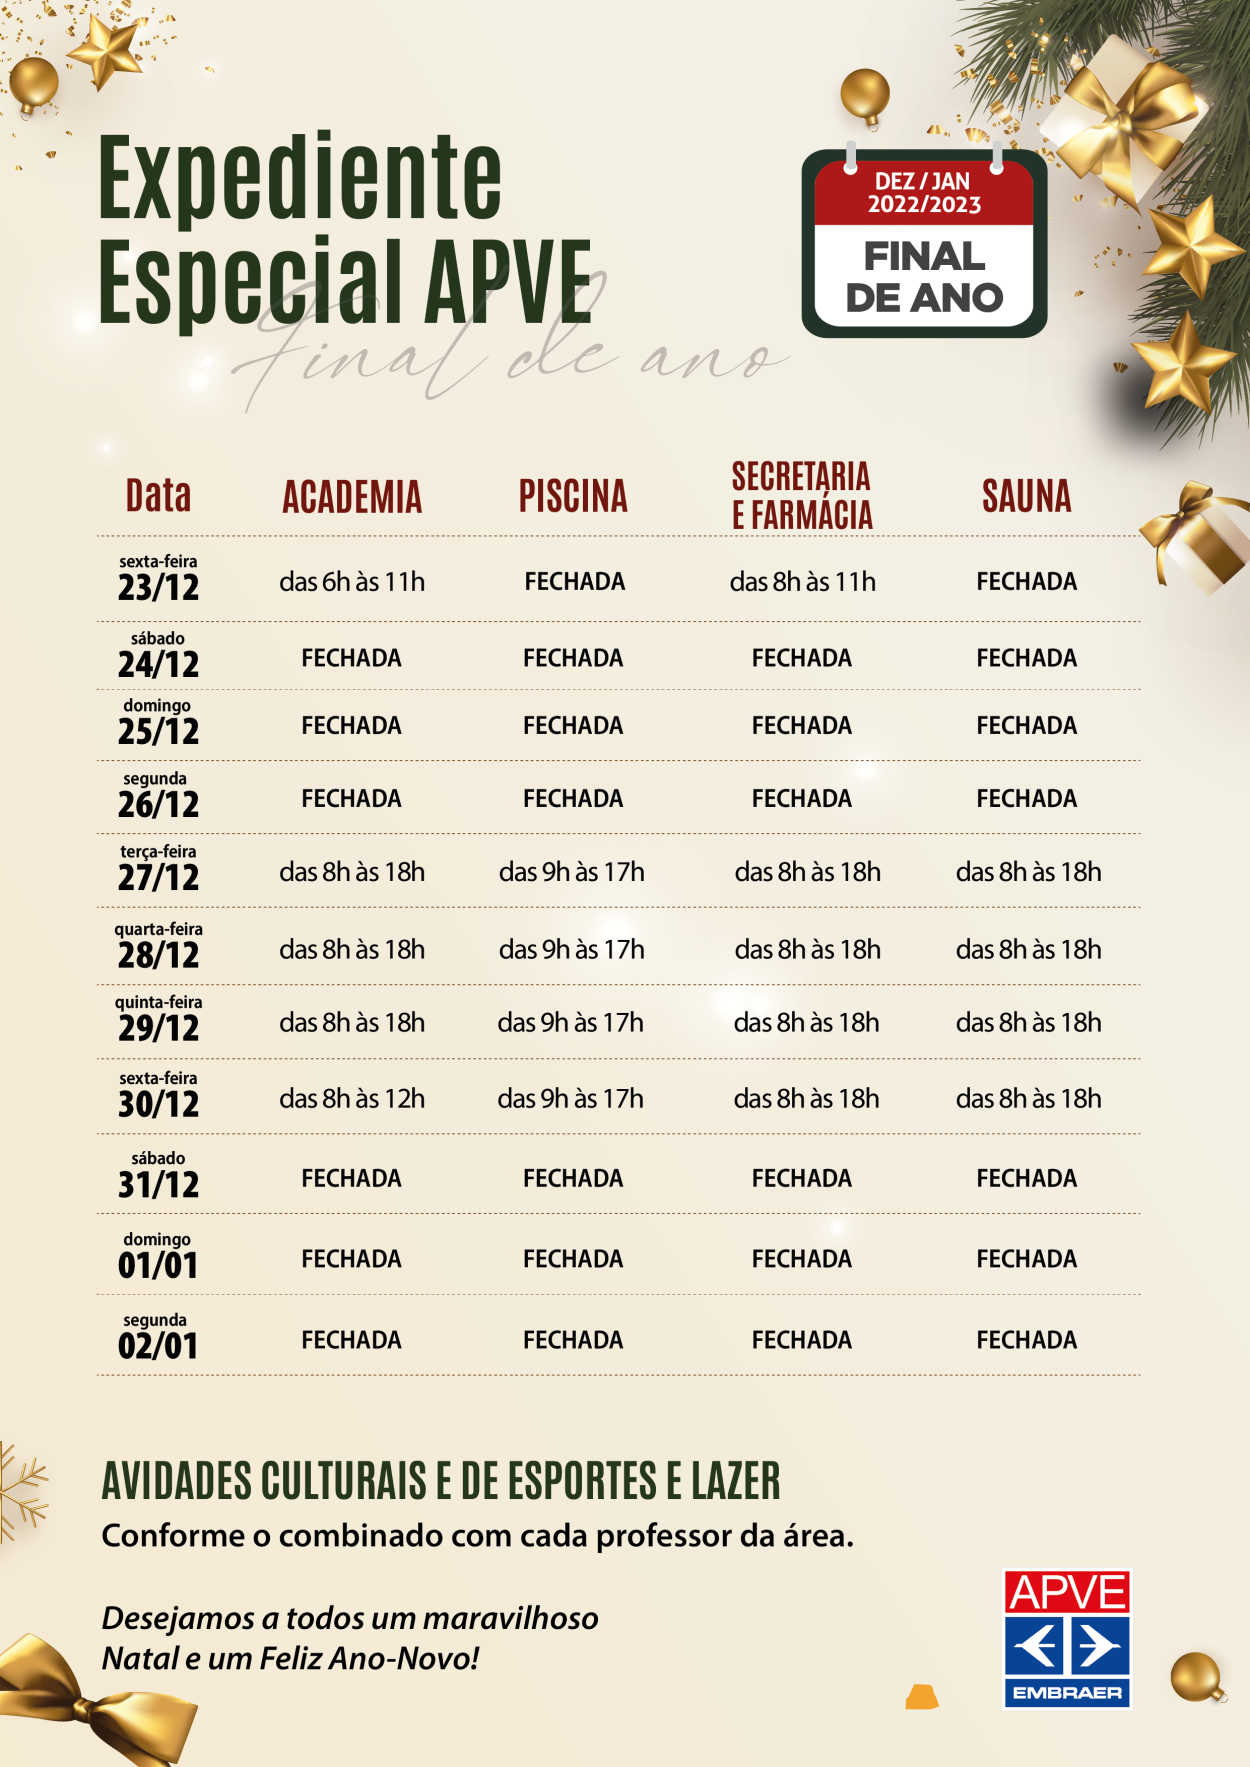 Expediente
Especial APVE
Final de ano
DEZ / JAN
2022/2023
FINAL
DE ANO
Data ACADEMIA PISCINA SECRETARIA E FARMÁCIA SAUNA
sexta-feira
23/12 das 6h às 11h FECHADA das 8h às 11h FECHADA
sábado
24/12 FECHADA FECHADA FECHADA FECHADA
domingo
25/12 FECHADA FECHADA FECHADA FECHADA
segunda
26/12 FECHADA FECHADA FECHADA FECHADA
terça-feira
27/12 das 8h às 18h das 9h às 17h das 8h às 18h das 8h às 18h
quarta-feira
28/12 das 8h às 18h das 9h às 17h das 8h às 18h das 8h às 18h
quinta-feira
29/12 das 8h às 18h das 9h às 17h das 8h às 18h das 8h às 18h
sexta-feira
30/12 das 8h às 12h das 9h às 17h das 8h às 18h das 8h às 18h
sábado
31/12 FECHADA FECHADA FECHADA FECHADA
domingo
01/01 FECHADA FECHADA FECHADA FECHADA
segunda
02/01 FECHADA FECHADA FECHADA FECHADA
AVIDADES CULTURAIS E DE ESPORTES E LAZER
Conforme o combinado com cada professor da área.
Desejamos a todos um maravilhoso
Natal e um Feliz Ano-Novo!
APVE
EMBRAER